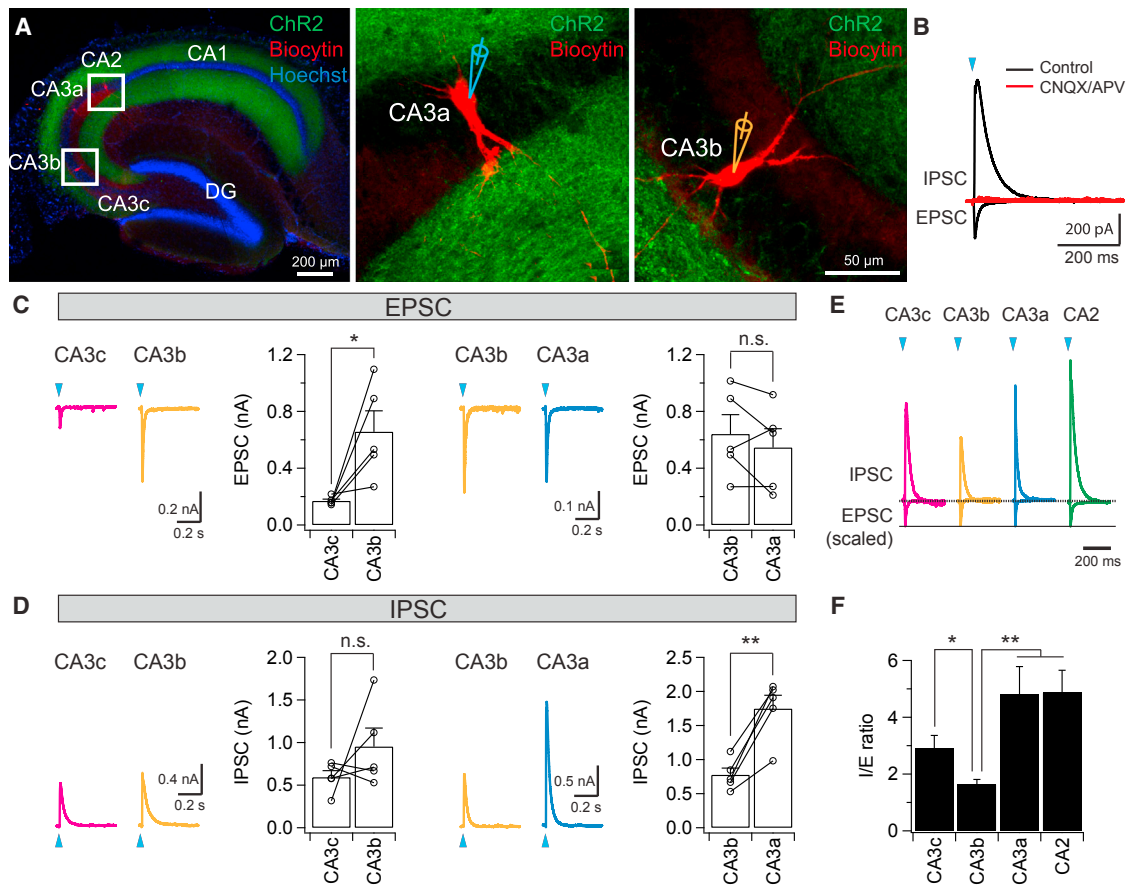 A
ChR2
Biocytin
Hoechst
CA1
CA2
CA3a
CA3b
CA3c
DG
200 µm
ChR2
Biocytin
CA3a
ChR2
Biocytin
CA3b
50 µm
B
Control
CNQX/APV
IPSC
EPSC
200 pA
200 ms
C
EPSC
CA3c
CA3b
0.2 nA
0.2 s
*
EPSC (nA)
1.2
0.8
0.4
0.0
CA3c
CA3b
CA3b
CA3a
0.1 nA
0.2 s
n.s.
EPSC (nA)
1.2
0.8
0.4
0.0
CA3b
CA3a
D
IPSC
CA3c
CA3b
0.4 nA
0.2 s
n.s.
IPSC (nA)
2.0
1.5
1.0
0.5
0.0
CA3c
CA3b
CA3b
CA3a
0.5 nA
0.2 s
**
IPSC (nA)
2.5
2.0
1.5
1.0
0.5
0.0
CA3b
CA3a
E
CA3c
CA3b
CA3a
CA2
IPSC
EPSC
(scaled)
200 ms
F
*
**
I/E ratio
6
4
2
0
CA3c
CA3b
CA3a
CA2